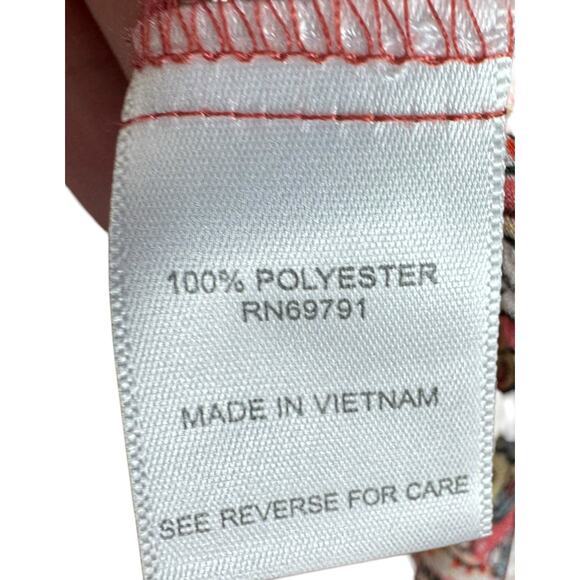 100% POLYESTER
RN69791
MADE IN VIETNAM
SEE REVERSE FOR CARE